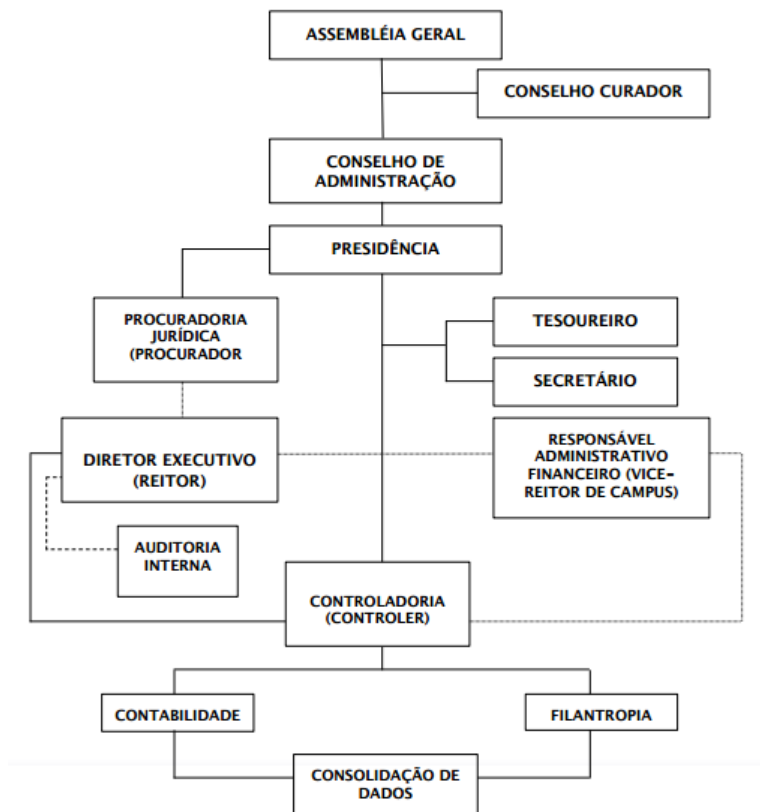 ASSEMBLÉIA GERAL
CONSELHO CURADOR
CONSELHO DE
ADMINISTRAÇÃO
PRESIDÊNCIA
PROCURADORIA
JURÍDICA
(PROCURADOR
TESOUREIRO
SECRETÁRIO
DIRETOR EXECUTIVO
(REITOR)
RESPONSÁVEL
ADMINISTRATIVO
FINANCEIRO (VICE-
REITOR DE CAMPUS)
AUDITORIA
INTERNA
CONTROLADORIA
(CONTROLER)
CONTABILIDADE
FILANTROPIA
CONSOLIDAÇÃO DE
DADOS